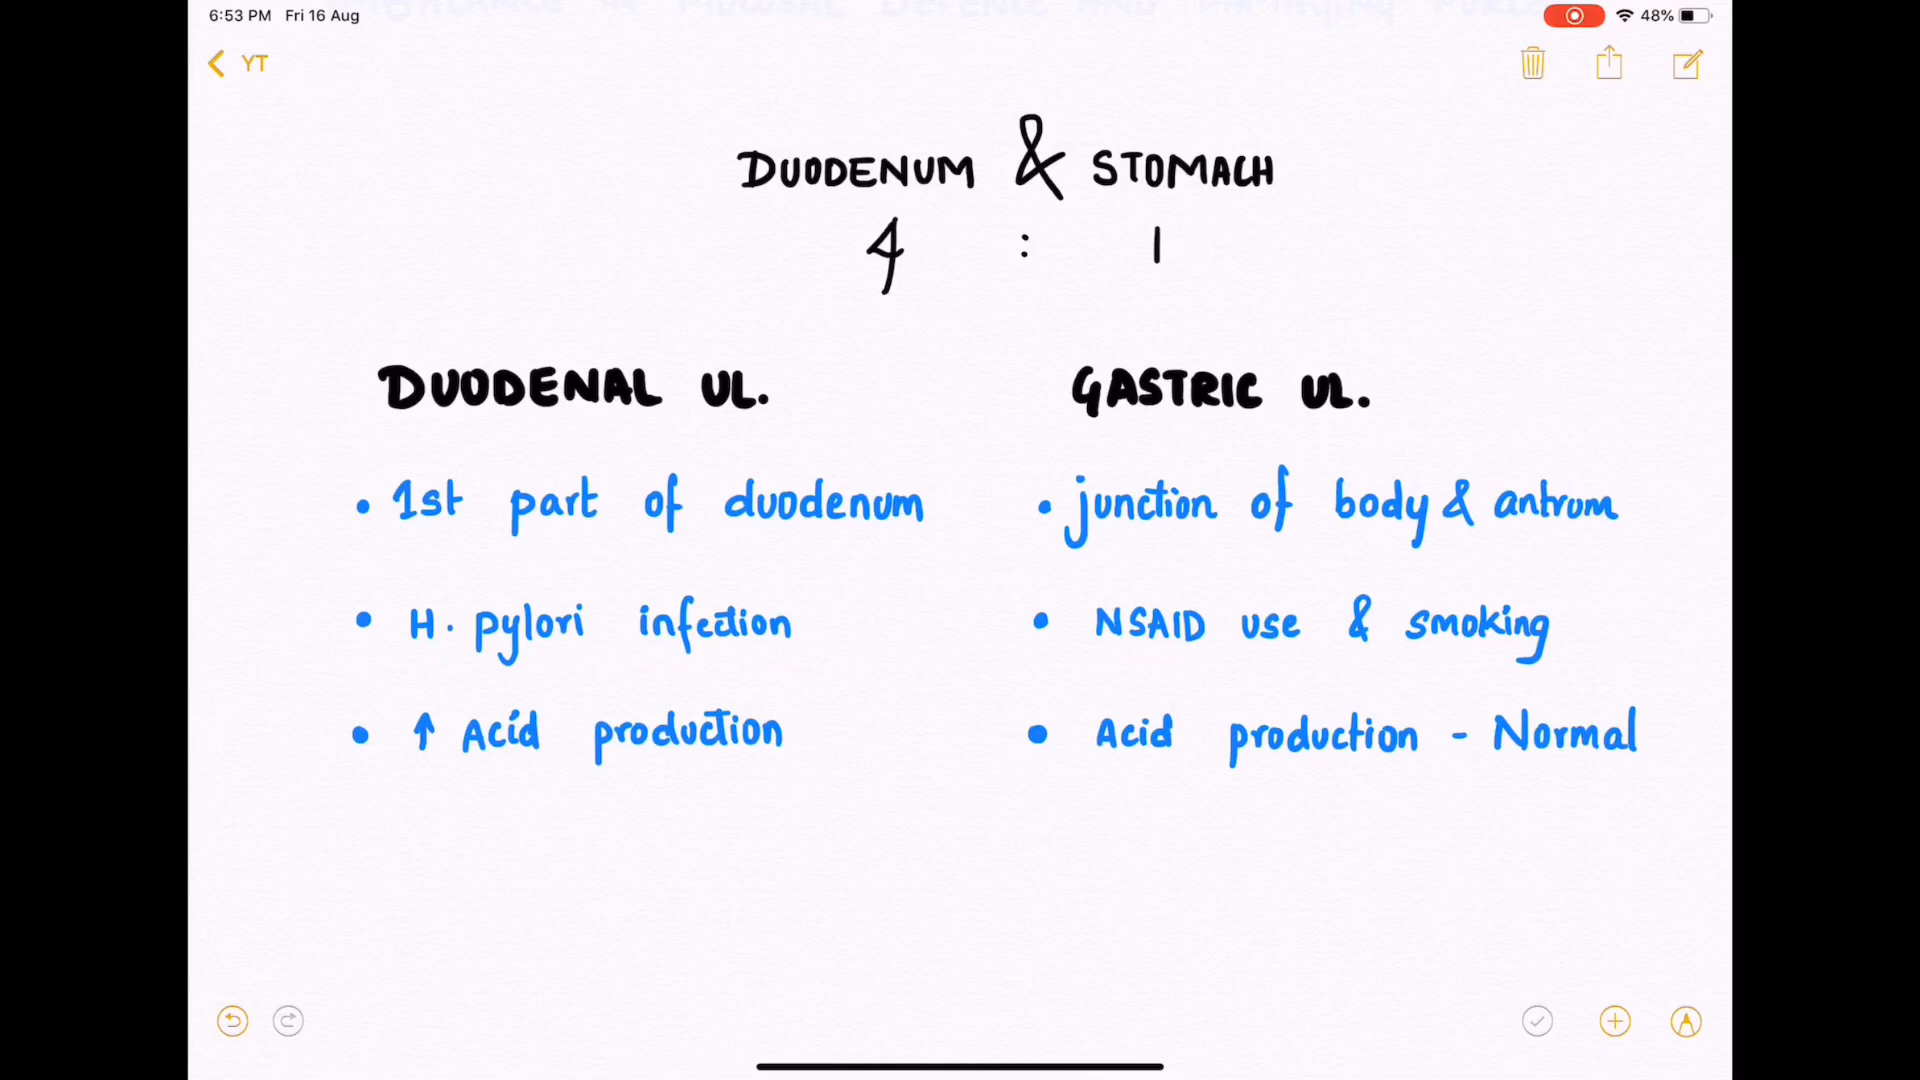 6:53 PM Fri 16 Aug 48%
YT
DUODENUM & STOMACH
4 : 1
DUODENAL UL. GASTRIC UL.
• 1st part of duodenum • junction of body & antrum
• H. pylori infection • NSAID use & smoking
• ↑ Acid production • Acid production - Normal